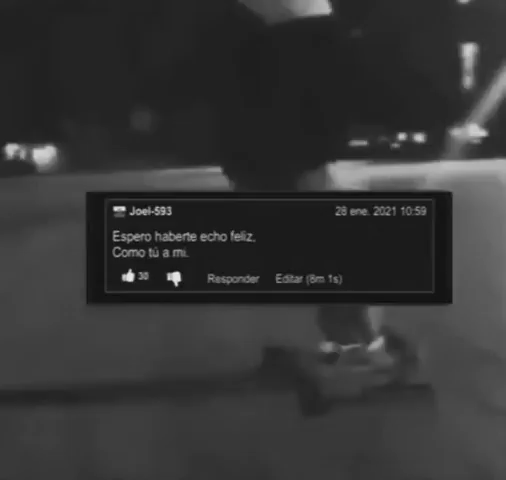 Joel-593 28 ene. 2021 10:59
Espero haberte echo feliz,
Como tú a mi.
30 Responder Editar (8m 1s)